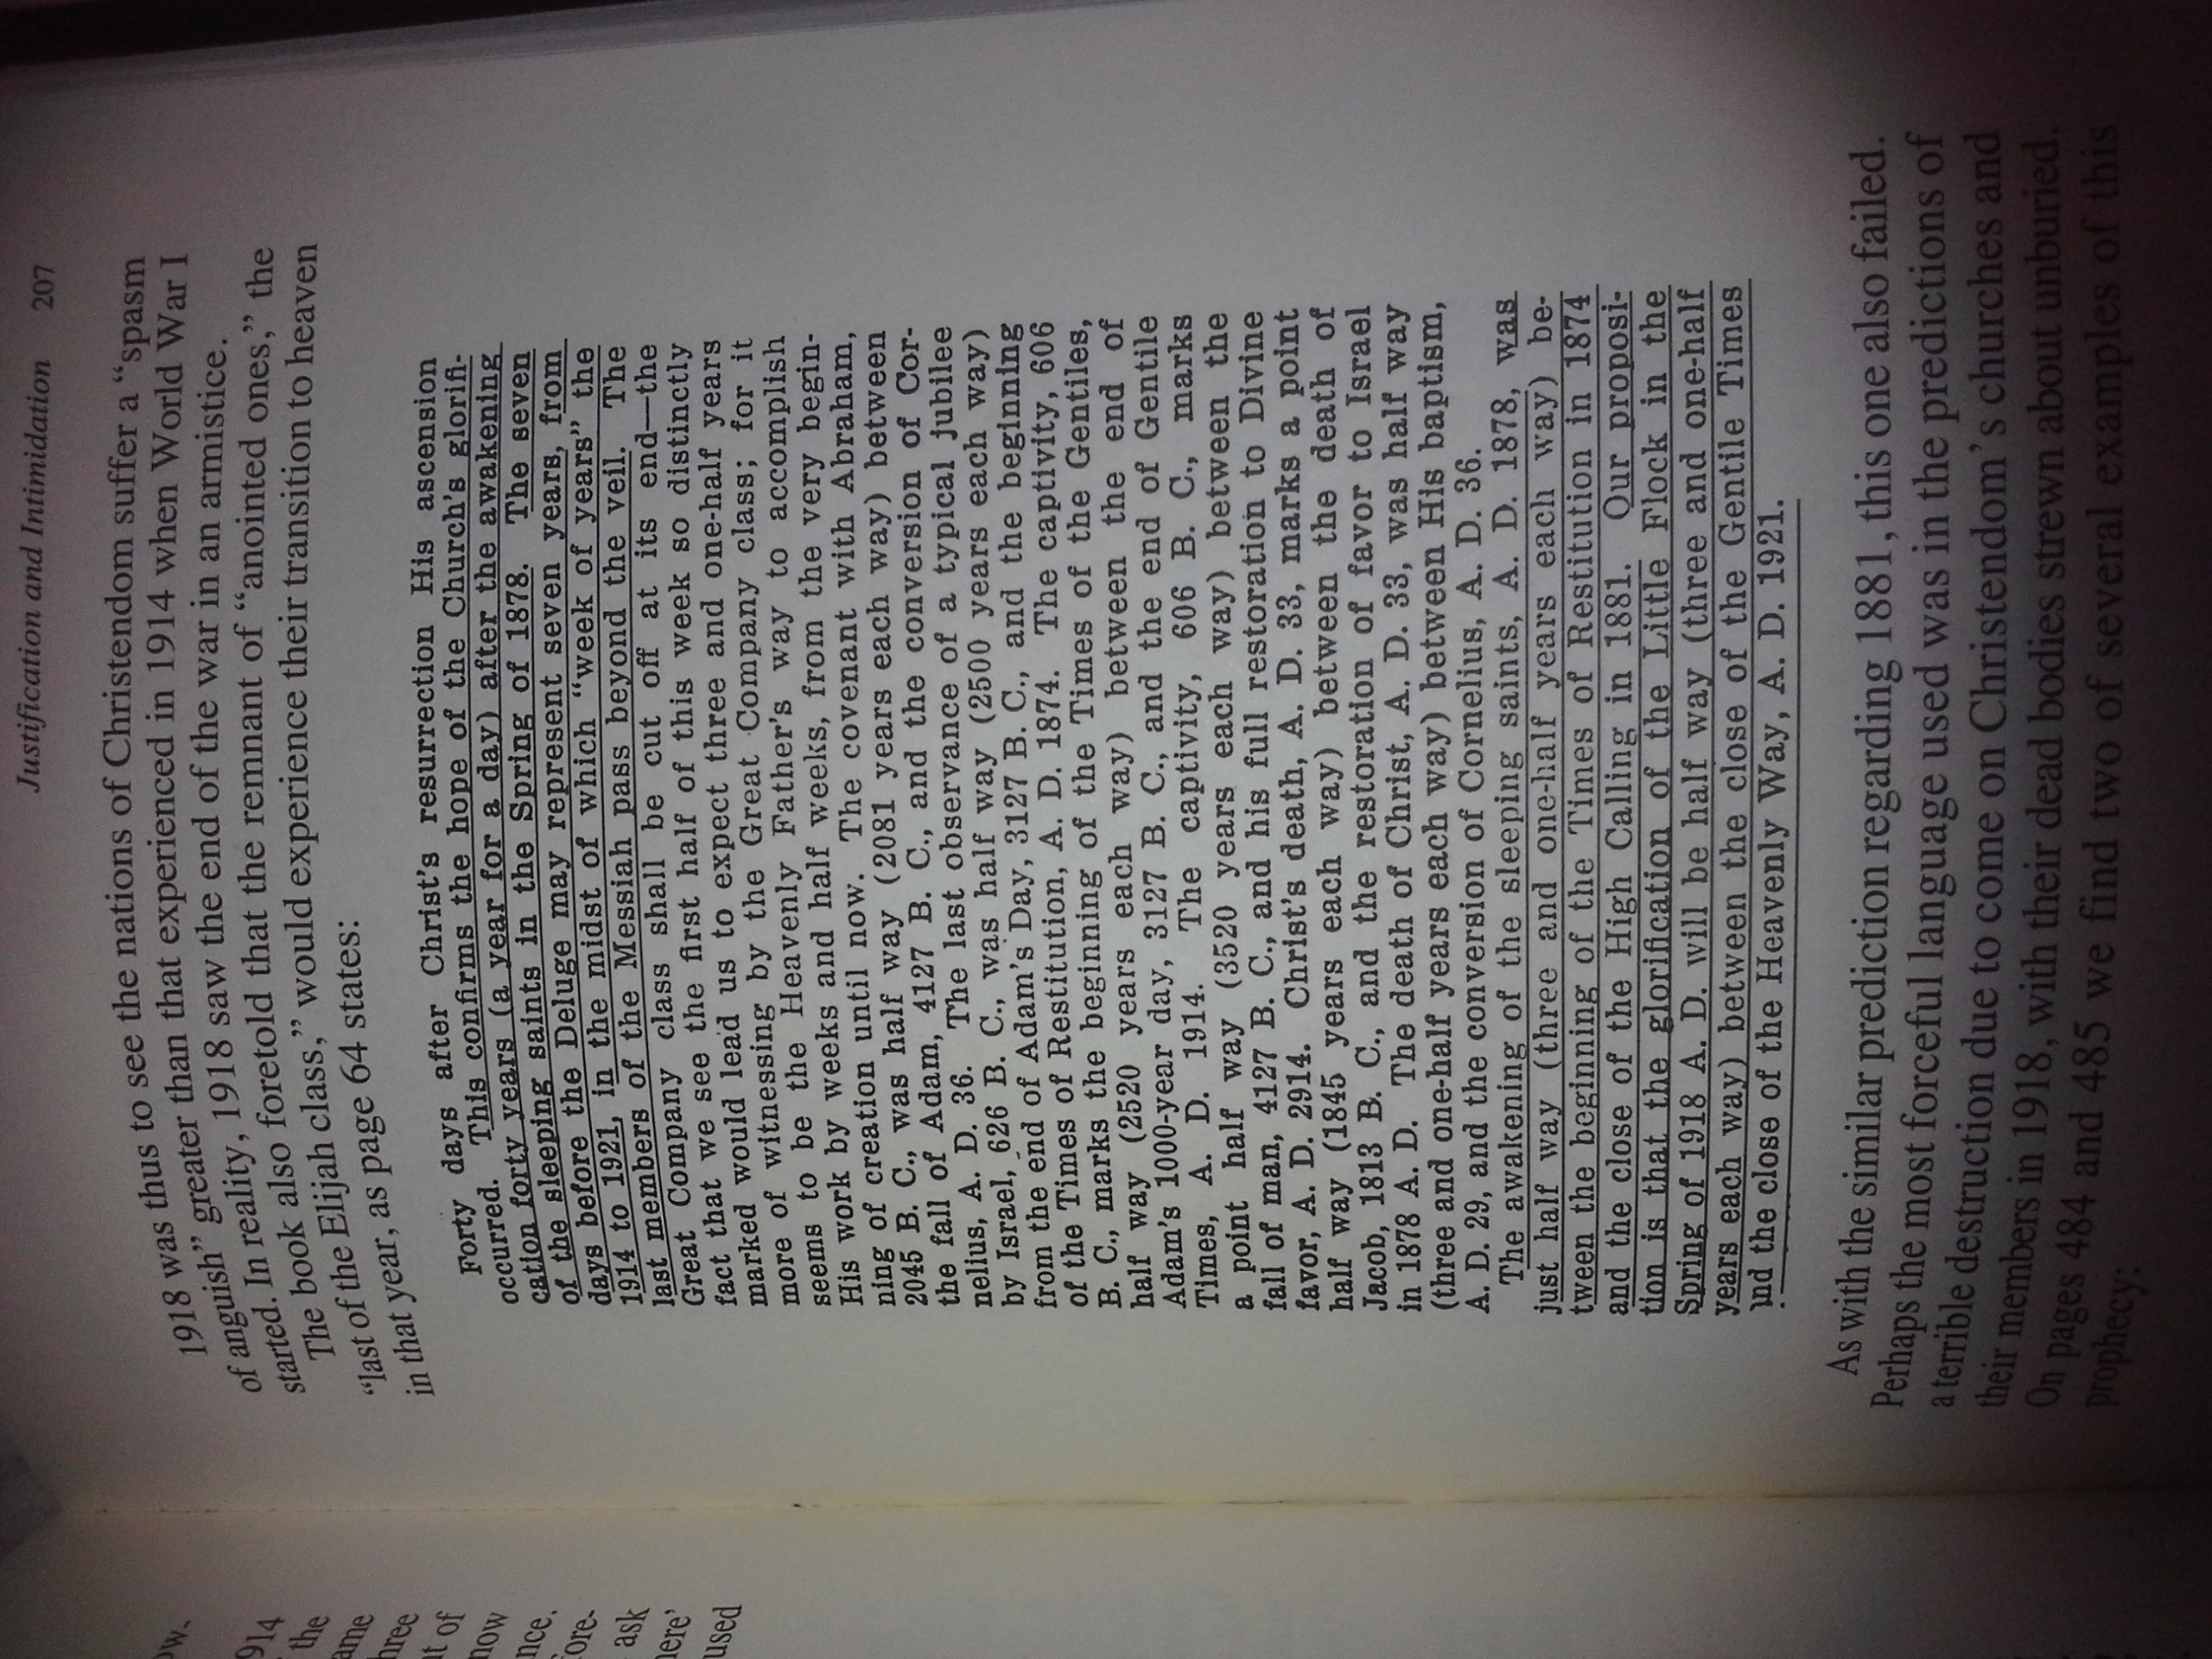 Justification and Intimidation 207
1918 was thus to see the nations of Christendom suffer a “spasm
of anguish” greater than that experienced in 1914 when World War I
started. In reality, 1918 saw the end of the war in an armistice.
The book also foretold that the remnant of “anointed ones,” the
“last of the Elijah class,” would experience their transition to heaven
in that year, as page 64 states:
Forty days after Christ's resurrection His ascension
occurred. This confirms the hope of the Church's glorifi-
cation forty years (a year for a day) after the awakening
of the sleeping saints in the Spring of 1878. The seven
days before the Deluge may represent seven years, from
1914 to 1921, in the midst of which “week of years” the
last members of the Messiah pass beyond the veil. The
Great Company class shall be cut off at its end—the
fact that we see the first half of this week so distinctly
marked would lead us to expect three and one-half years
more of witnessing by the Great Company class; for it
seems to be the Heavenly Father's way to accomplish
His work by weeks and half weeks, from the very begin-
ning of creation until now. The covenant with Abraham,
2045 B. C., was half way (2081 years each way) between
the fall of Adam, 4127 B. C., and the conversion of Cor-
nelius, A. D. 36. The last observance of a typical jubilee
by Israel, 626 B. C., was half way (2500 years each way)
from the end of Adam's Day, 3127 B. C., and the beginning
of the Times of Restitution, A. D. 1874. The captivity, 606
B. C., marks the beginning of the Times of the Gentiles,
half way (2520 years each way) between the end of
Adam's 1000-year day, 3127 B. C., and the end of Gentile
Times, A. D. 1914. The captivity, 606 B. C., marks
a point half way (3520 years each way) between the
fall of man, 4127 B. C., and his full restoration to Divine
favor, A. D. 2914. Christ's death, A. D. 33, marks a point
half way (1845 years each way) between the death of
Jacob, 1813 B. C., and the restoration of favor to Israel
in 1878 A. D. The death of Christ, A. D. 33, was half way
(three and one-half years each way) between His baptism,
A. D. 29, and the conversion of Cornelius, A. D. 36.
The awakening of the sleeping saints, A. D. 1878, was
just half way (three and one-half years each way) be-
tween the beginning of the Times of Restitution in 1874
and the close of the High Calling in 1881. Our proposi-
tion is that the glorification of the Little Flock in the
Spring of 1918 A. D. will be half way (three and one-half
years each way) between the close of the Gentile Times
and the close of the Heavenly Way, A. D. 1921.
As with the similar prediction regarding 1881, this one also failed.
Perhaps the most forceful language used was in the predictions of
a terrible destruction due to come on Christendom's churches and
their members in 1918, with their dead bodies strewn about unburied.
On pages 484 and 485 we find two of several examples of this
prophecy:
914
the
ame
hree
nt of
now
nce.
ore-
ask
here'
used